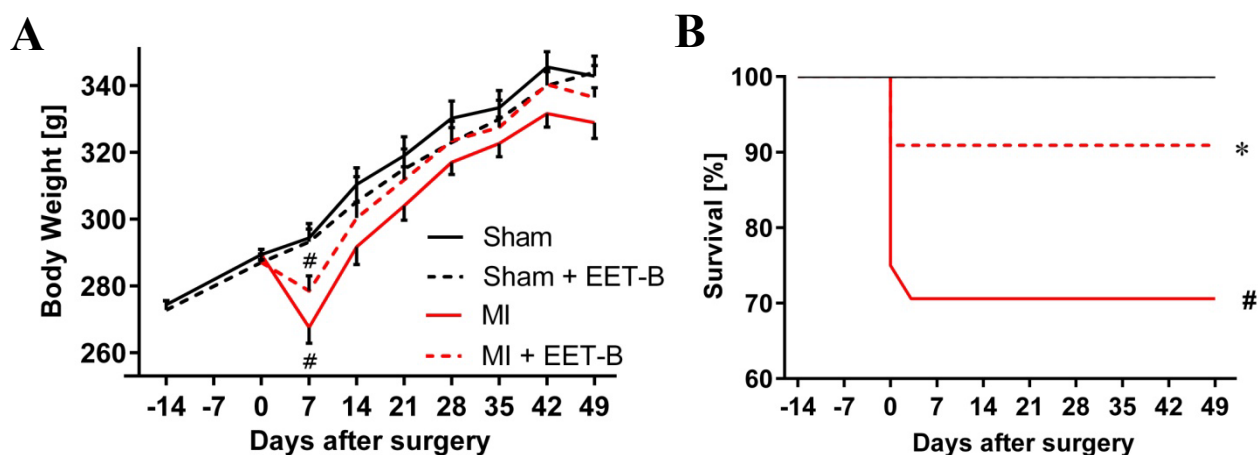 A
Body Weight [g]
340
320
300
280
260
#
#
Sham
Sham + EET-B
MI
MI + EET-B
-14 -7 0 7 14 21 28 35 42 49
Days after surgery
B
Survival [%]
100
90
80
70
60
*
#
-14 -7 0 7 14 21 28 35 42 49
Days after surgery